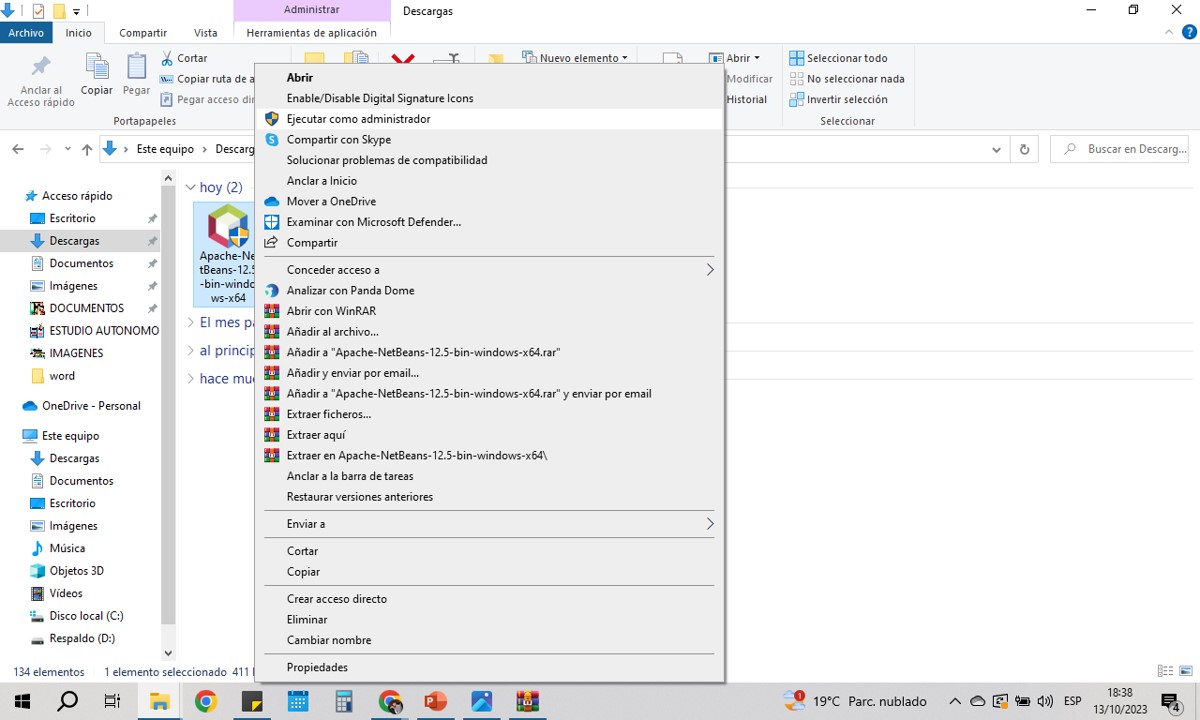 Administrar
Descargas
Archivo
Inicio
Compartir
Vista
Herramientas de aplicación
Anclar al
Acceso rápido
Copiar
Pegar
Cortar
Copiar ruta de a
Pegar acceso dir
Portapapeles
Nuevo elemento
Abrir
Modificar
Historial
Seleccionar todo
No seleccionar nada
Invertir selección
Seleccionar
Este equipo
Descarg
Buscar en Descarg...
Acceso rápido
Escritorio
Descargas
Documentos
Imágenes
DOCUMENTOS
ESTUDIO AUTONOMO
IMAGENES
word
OneDrive - Personal
Este equipo
Descargas
Documentos
Escritorio
Imágenes
Música
Objetos 3D
Vídeos
Disco local (C:)
Respaldo (D:)
hoy (2)
Apache-Ne
tBeans-12.5
-bin-windo
ws-x64
El mes pa
al princip
hace muc
Abrir
Enable/Disable Digital Signature Icons
Ejecutar como administrador
Compartir con Skype
Solucionar problemas de compatibilidad
Anclar a Inicio
Mover a OneDrive
Examinar con Microsoft Defender...
Compartir
Conceder acceso a
Analizar con Panda Dome
Abrir con WinRAR
Añadir al archivo...
Añadir a "Apache-NetBeans-12.5-bin-windows-x64.rar"
Añadir y enviar por email...
Añadir a "Apache-NetBeans-12.5-bin-windows-x64.rar" y enviar por email
Extraer ficheros...
Extraer aquí
Extraer en Apache-NetBeans-12.5-bin-windows-x64\
Anclar a la barra de tareas
Restaurar versiones anteriores
Enviar a
Cortar
Copiar
Crear acceso directo
Eliminar
Cambiar nombre
Propiedades
134 elementos
1 elemento seleccionado 411
19°C Parc. nublado
ESP
18:38
13/10/2023
4